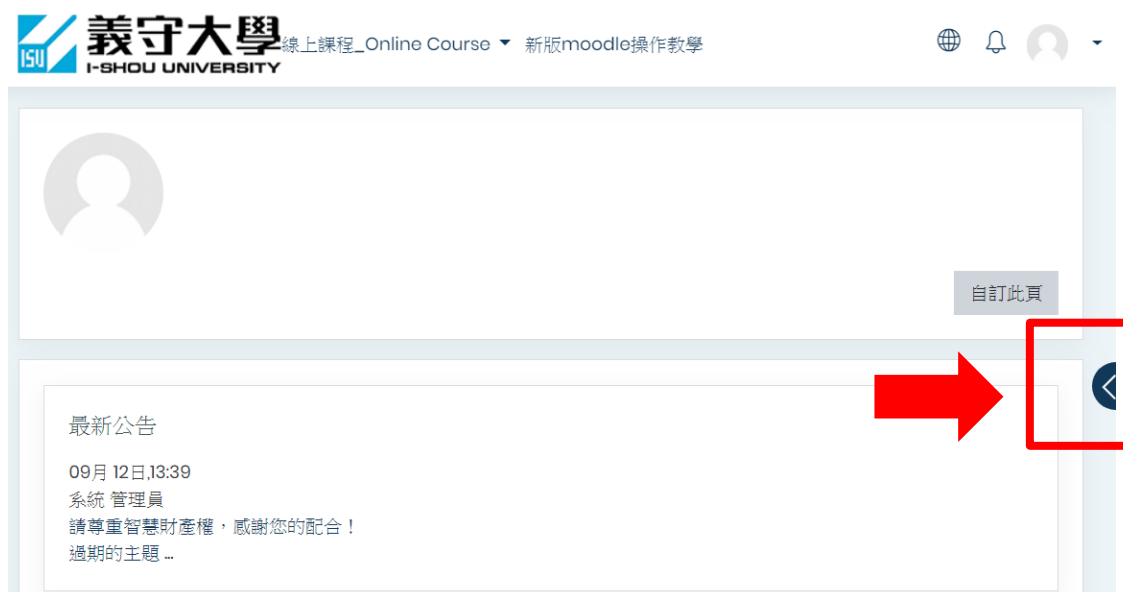 ISU 義守大學
I-SHOU UNIVERSITY
線上課程_Online Course 新版moodle操作教學
自訂此頁
最新公告
09月 12日,13:39
系統 管理員
請尊重智慧財產權，感謝您的配合！
過期的主題 ...